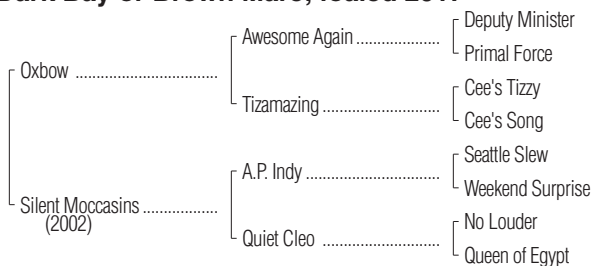 Dark Bay or Brown Mare; foaled
Deputy Minister
Awesome Again
Primal Force
Oxbow
Cee's Tizzy
Tizamazing
Cee's Song
Seattle Slew
A.P. Indy
Weekend Surprise
Silent Moccasins
(2002)
No Louder
Quiet Cleo
Queen of Egypt